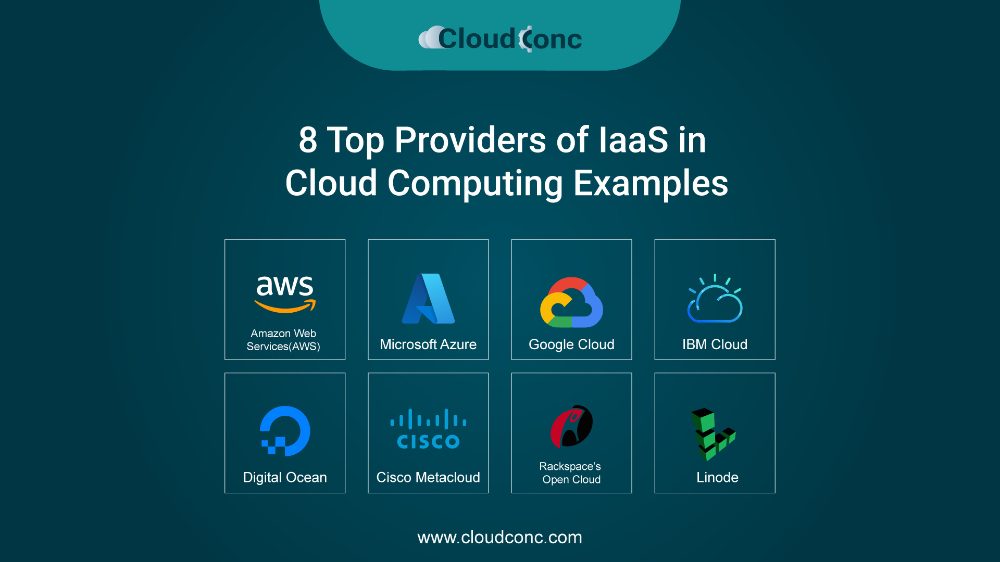 CloudConc
8 Top Providers of IaaS in
Cloud Computing Examples
aws
Amazon Web
Services(AWS)
Microsoft Azure
Google Cloud
IBM Cloud
Digital Ocean
CISCO
Cisco Metacloud
Rackspace’s
Open Cloud
Linode
www.cloudconc.com